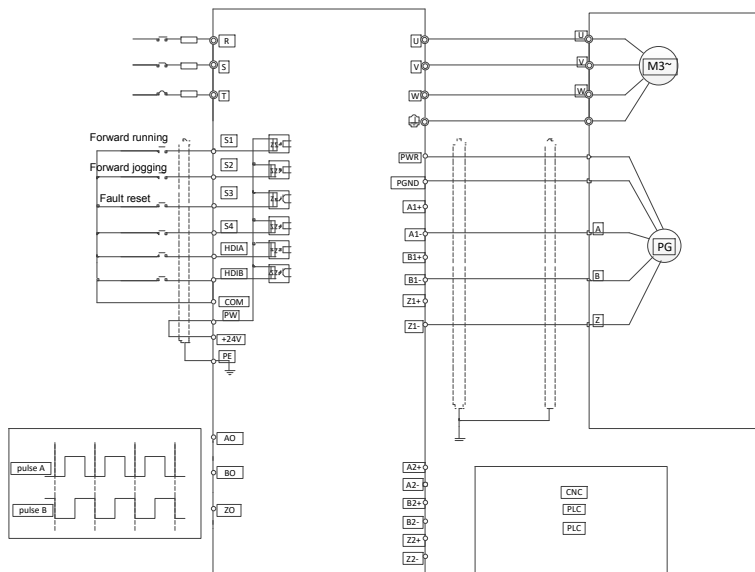 R
S
T
Forward running
S1
Forward jogging
S2
Fault reset
S3
S4
HDIA
HDIB
COM
PW
+24V
PE
pulse A
pulse B
AO
BO
ZO
U
V
W
U
V
W
M3~
PWR
PGND
A1+
A1-
B1+
B1-
Z1+
Z1-
A
B
Z
PG
A2+
A2-
B2+
B2-
Z2+
Z2-
CNC
PLC
PLC